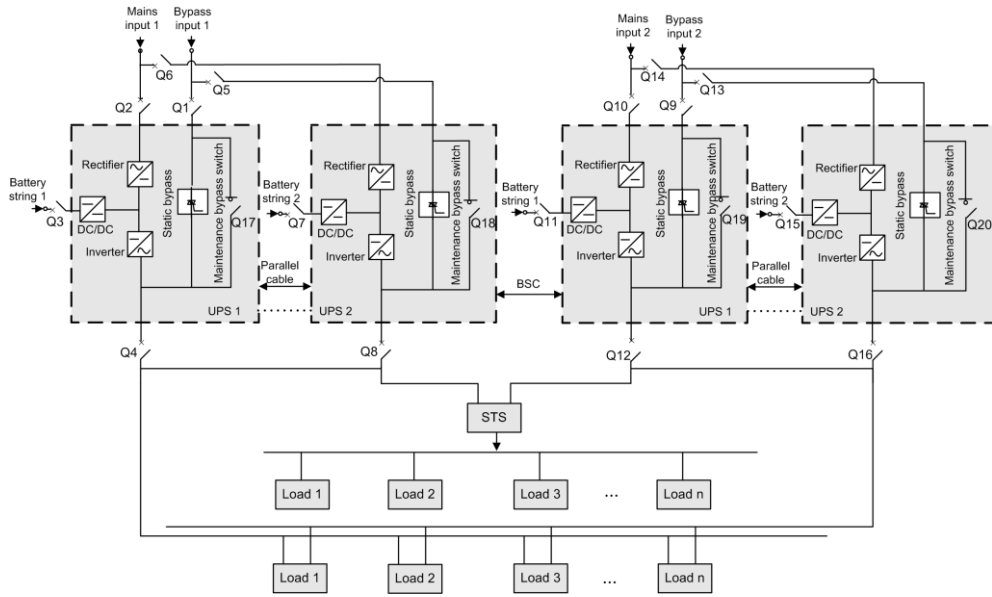 Mains input 1
Bypass input 1
Mains input 2
Bypass input 2
Q6
Q5
Q14
Q13
Q2
Q1
Q10
Q9
Rectifier
Static bypass
Maintenance bypass switch
Battery string 1
Q3
DC/DC
Q17
Inverter
UPS 1
Parallel cable
Rectifier
Static bypass
Maintenance bypass switch
Battery string 2
Q7
DC/DC
Q18
Inverter
UPS 2
BSC
Rectifier
Static bypass
Maintenance bypass switch
Battery string 1
Q11
DC/DC
Q19
Inverter
UPS 1
Parallel cable
Rectifier
Static bypass
Maintenance bypass switch
Battery string 2
Q15
DC/DC
Q20
Inverter
UPS 2
Q4
Q8
Q12
Q16
STS
Load 1
Load 2
Load 3
...
Load n
Load 1
Load 2
Load 3
...
Load n